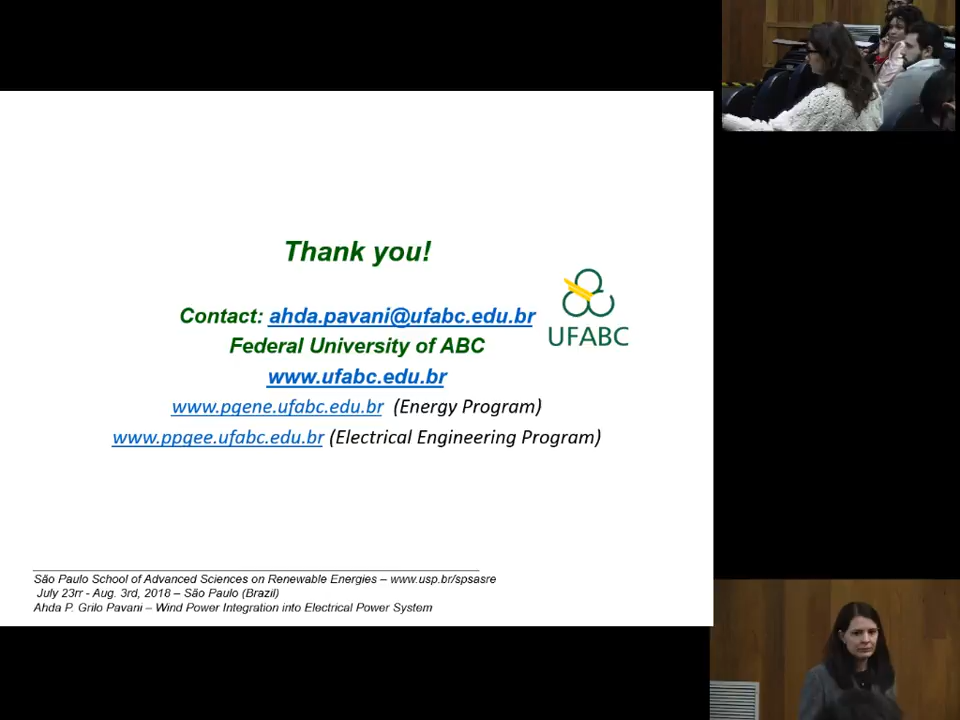 Thank you!
Contact: ahda.pavani@ufabc.edu.br
UFABC
Federal University of ABC
www.ufabc.edu.br
www.pgene.ufabc.edu.br (Energy Program)
www.ppgee.ufabc.edu.br (Electrical Engineering Program)
São Paulo School of Advanced Sciences on Renewable Energies – www.usp.br/spsasre
July 23rr - Aug. 3rd, 2018 – São Paulo (Brazil)
Ahda P. Grilo Pavani – Wind Power Integration into Electrical Power System